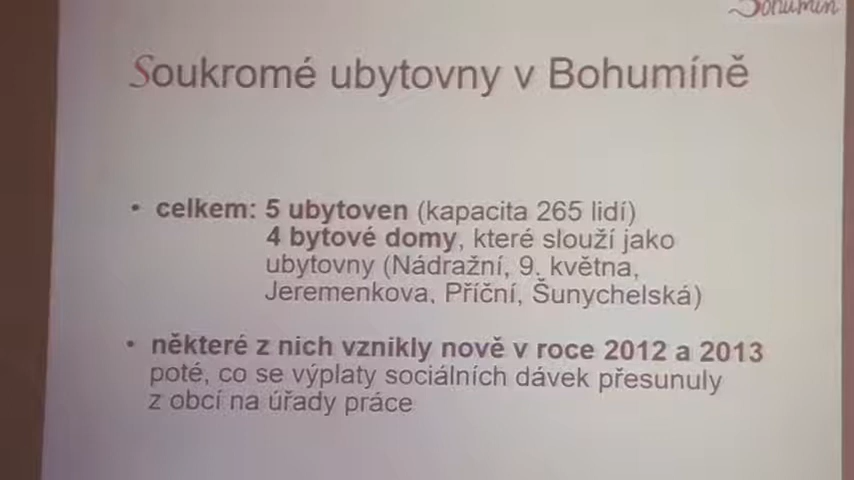 Bohumín
Soukromé ubytovny v Bohumíně
• celkem: 5 ubytoven (kapacita 265 lidí)
4 bytové domy, které slouží jako
ubytovny (Nádražní, 9. května,
Jeremenkova, Příční, Šunychelská)
• některé z nich vznikly nově v roce 2012 a 2013
poté, co se výplaty sociálních dávek přesunuly
z obcí na úřady práce